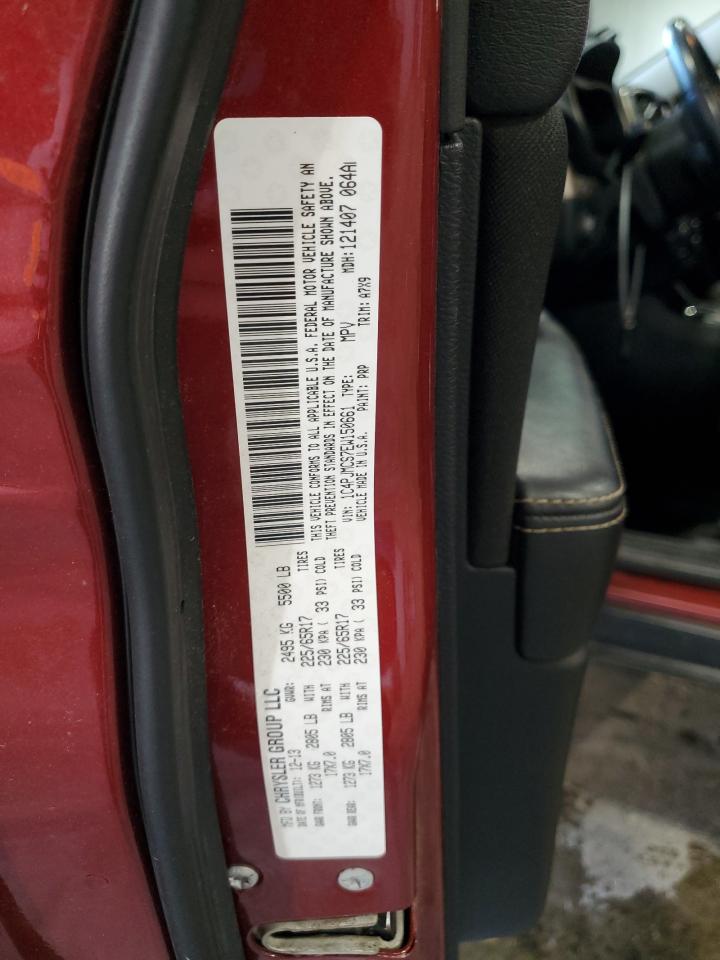 MFD BY CHRYSLER GROUP LLC
DATE OF MFR(BUILT): 12-13 GVWR: 2495 KG 5500 LB
GAWR FRONT: WITH TIRES
1273 KG 2805 LB 225/65R17
RIMS AT
17X7.0 230 KPA ( 33 PSI) COLD
GAWR REAR: WITH TIRES
1273 KG 2805 LB 225/65R17
RIMS AT
17X7.0 230 KPA ( 33 PSI) COLD
THIS VEHICLE CONFORMS TO ALL APPLICABLE U.S.A. FEDERAL MOTOR VEHICLE SAFETY AN
THEFT PREVENTION STANDARDS IN EFFECT ON THE DATE OF MANUFACTURE SHOWN ABOVE.
VIN: 1C4PJMCS7EW150661 TYPE: MPV MDH: 121407 064AI
VEHICLE MADE IN U.S.A. PAINT: PRP TRIM: A7X9